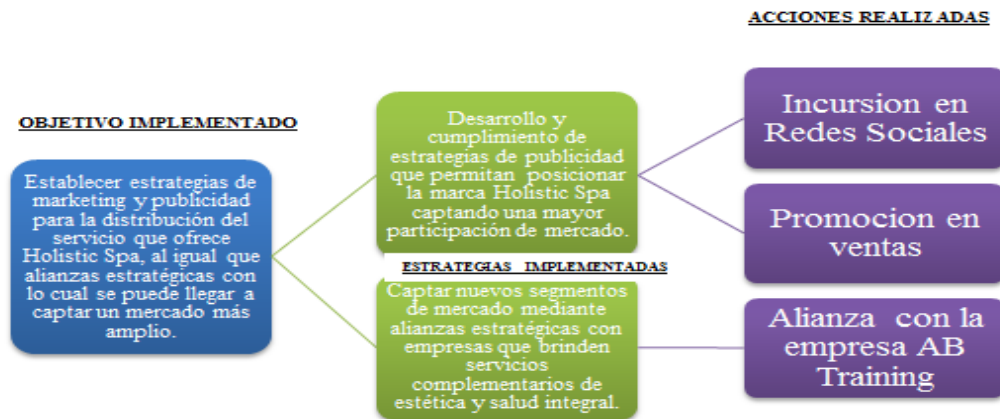 ACCIONES REALIZADAS
OBJETIVO IMPLEMENTADO
Establecer estrategias de
marketing y publicidad
para la distribución del
servicio que ofrece
Holistic Spa, al igual que
alianzas estratégicas con
lo cual se puede llegar a
captar un mercado más
amplio.
Desarrollo y
cumplimiento de
estrategias de publicidad
que permitan posicionar
la marca Holistic Spa
captando una mayor
participación de mercado.
ESTRATEGIAS IMPLEMENTADAS
Captar nuevos segmentos
de mercado mediante
alianzas estratégicas con
empresas que brinden
servicios
complementarios de
estética y salud integral.
Incursion en
Redes Sociales
Promocion en
ventas
Alianza con la
empresa AB
Training